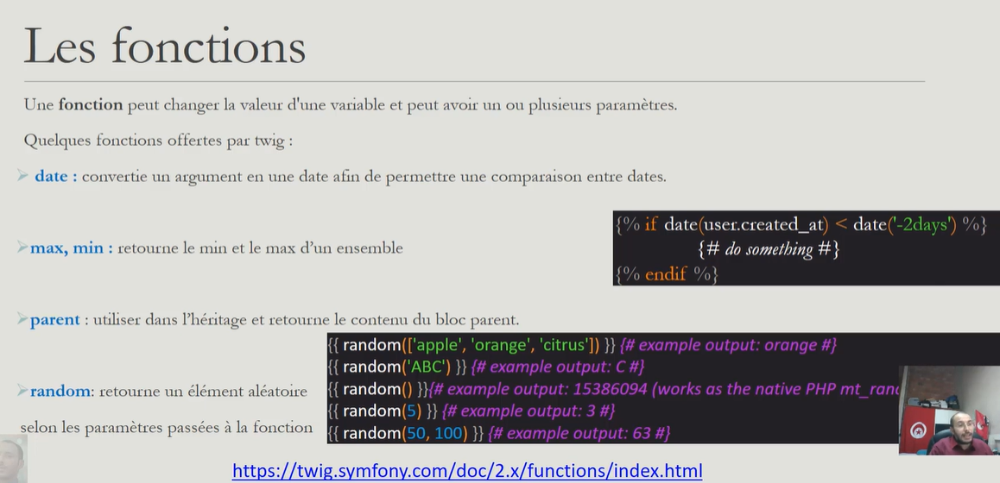 Les fonctions
Une fonction peut changer la valeur d'une variable et peut avoir un ou plusieurs paramètres.
Quelques fonctions offertes par twig :
date : convertie un argument en une date afin de permettre une comparaison entre dates.
{% if date(user.created_at) < date('-2days') %}
{# do something #}
{% endif %}
max, min : retourne le min et le max d'un ensemble
parent : utiliser dans l'héritage et retourne le contenu du bloc parent.
random: retourne un élément aléatoire
selon les paramètres passées à la fonction
{{ random(['apple', 'orange', 'citrus']) }} {# example output: orange #}
{{ random('ABC') }} {# example output: C #}
{{ random() }}{# example output: 15386094 (works as the native PHP
{{ random(5) }} {# example output: 3 #}
{{ random(50, 100) }} {# example output: 63 #}
https://twig.symfony.com/doc/2.x/functions/index.html